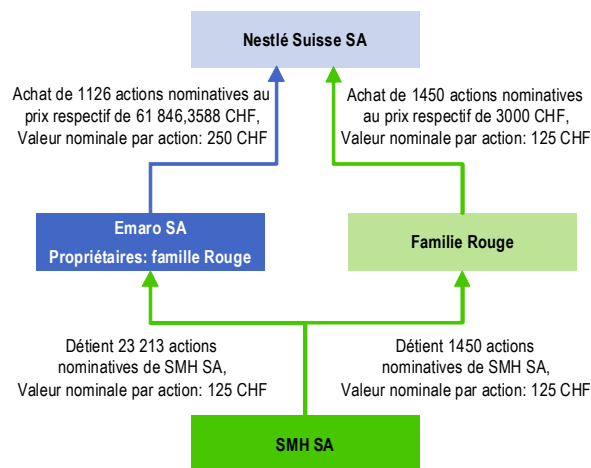 Nestlé Suisse SA
Achat de 1126 actions nominatives au
prix respectif de 61 846,3588 CHF,
Valeur nominale par action: 250 CHF
Achat de 1450 actions nominatives
au prix respectif de 3000 CHF,
Valeur nominale par action: 125 CHF
Emaro SA
Propriétaires: famille Rouge
Familie Rouge
Détient 23 213 actions
nominatives de SMH SA,
Valeur nominale par action: 125 CHF
Détient 1450 actions
nominatives de SMH SA,
Valeur nominale par action: 125 CHF
SMH SA